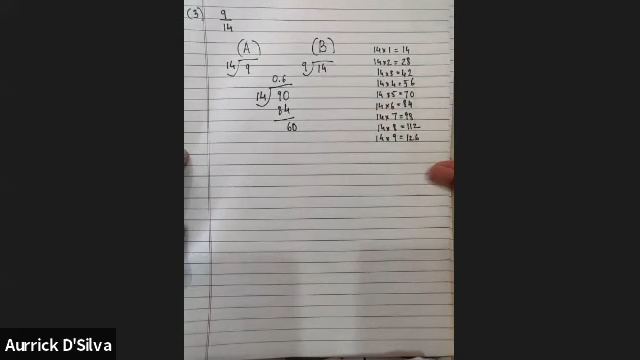 (3) 9
14
(A) (B)
14 9 9 14
0.6
14 90
84
60
14 x 1 = 14
14 x 2 = 28
14 x 3 = 42
14 x 4 = 56
14 x 5 = 70
14 x 6 = 84
14 x 7 = 98
14 x 8 = 112
14 x 9 = 126
Aurrick D'Silva